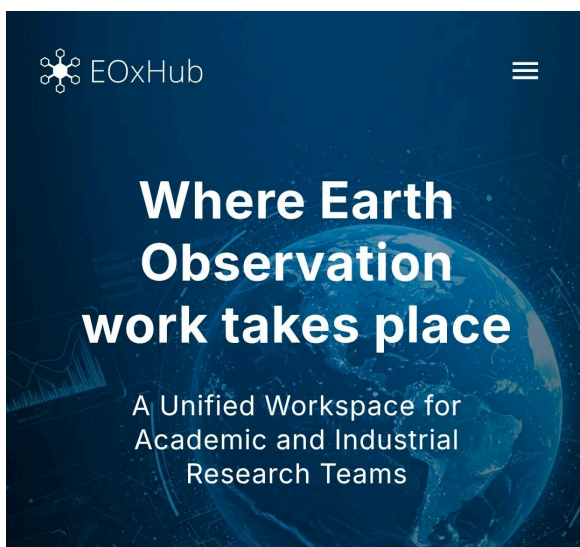 EOxHub
Where Earth
Observation
work takes place
A Unified Workspace for
Academic and Industrial
Research Teams